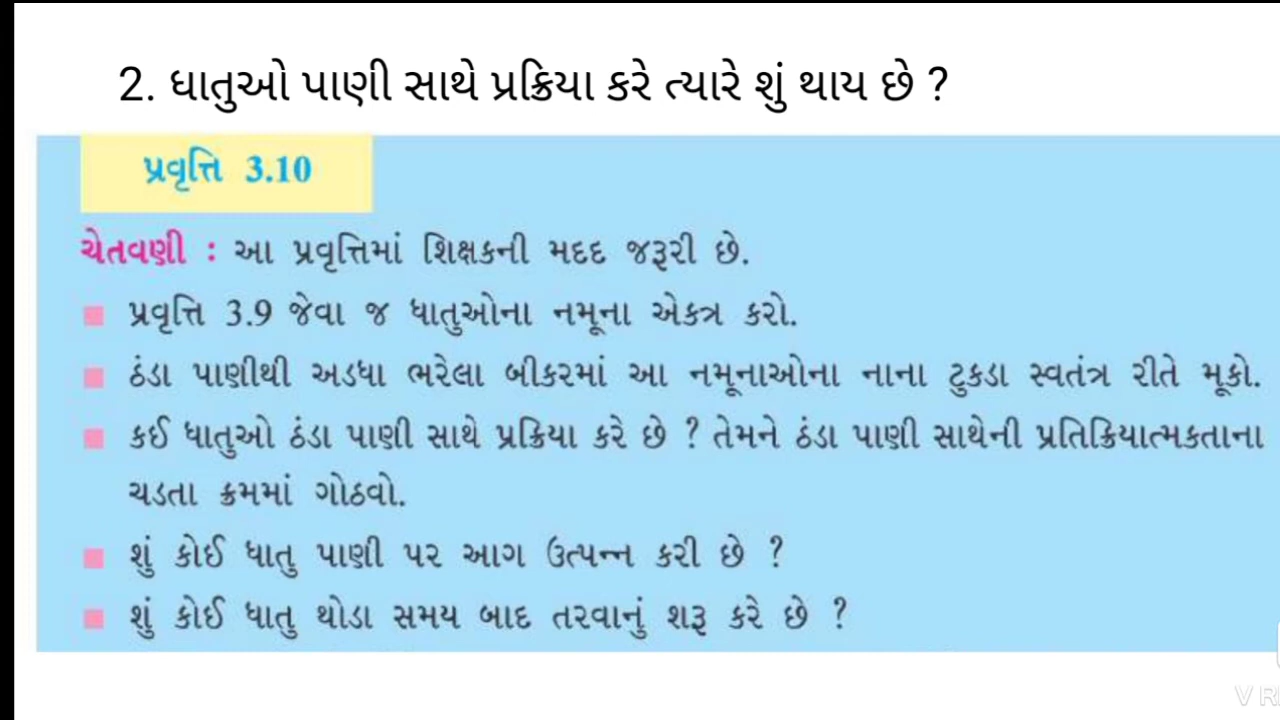 2. ધાતુઓ પાણી સાથે પ્રક્રિયા કરે ત્યારે શું થાય છે ?
પ્રવૃત્તિ 3.10
ચેતવણી : આ પ્રવૃત્તિમાં શિક્ષકની મદદ જરૂરી છે.
■ પ્રવૃત્તિ 3.9 જેવા જ ધાતુઓના નમૂના એકત્ર કરો.
■ ઠંડા પાણીથી અડધા ભરેલા બીકરમાં આ નમૂનાઓના નાના ટુકડા સ્વતંત્ર રીતે મૂકો.
■ કઈ ધાતુઓ ઠંડા પાણી સાથે પ્રક્રિયા કરે છે ? તેમને ઠંડા પાણી સાથેની પ્રતિક્રિયાત્મકતાના
ચડતા ક્રમમાં ગોઠવો.
■ શું કોઈ ધાતુ પાણી પર આગ ઉત્પન્ન કરી છે ?
■ શું કોઈ ધાતુ થોડા સમય બાદ તરવાનું શરૂ કરે છે ?